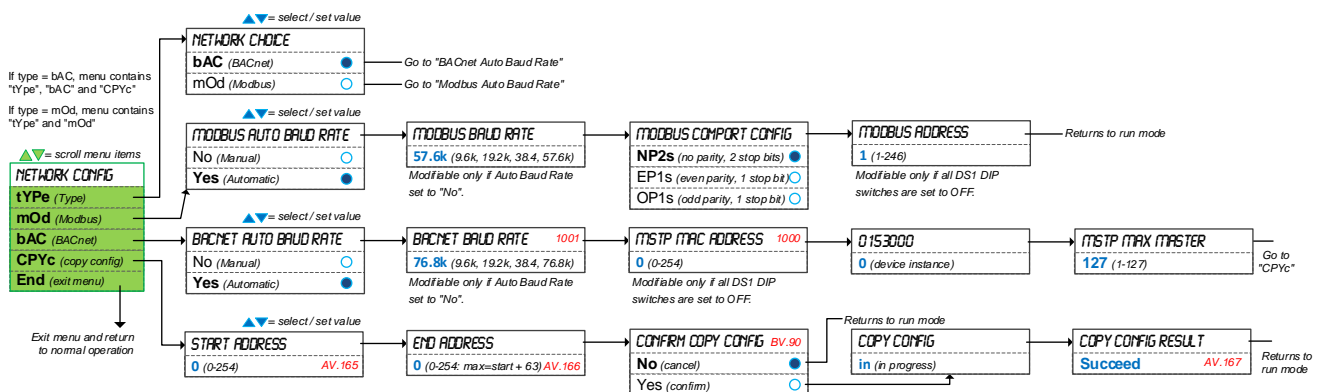 = select / set value
NETWORK CHOICE
bAC (BACnet)
Go to "BACnet Auto Baud Rate"
mOd (Modbus)
Go to "Modbus Auto Baud Rate"
If type = bAC, menu contains
"tYpe", "bAC" and "CPYc"
If type = mOd, menu contains
"tYpe" and "mOd"
= scroll menu items
NETWORK CONFIG
tYPe (Type)
mOd (Modbus)
bAC (BACnet)
CPYc (copy config)
End (exit menu)
Exit menu and return
to normal operation
= select / set value
MODBUS AUTO BAUD RATE
No (Manual)
Yes (Automatic)
MODBUS BAUD RATE
57.6k (9.6k, 19.2k, 38.4, 57.6k)
Modifiable only if Auto Baud Rate
set to "No".
MODBUS COMPORT CONFIG
NP2s (no parity, 2 stop bits)
EP1s (even parity, 1 stop bit)
OP1s (odd parity, 1 stop bit)
MODBUS ADDRESS
1 (1-246)
Modifiable only if all DS1 DIP
switches are set to OFF.
Returns to run mode
= select / set value
BACNET AUTO BAUD RATE
No (Manual)
Yes (Automatic)
BACNET BAUD RATE 1001
76.8k (9.6k, 19.2k, 38.4, 76.8k)
Modifiable only if Auto Baud Rate
set to "No".
MSTP MAC ADDRESS 1000
0 (0-254)
Modifiable only if all DS1 DIP
switches are set to OFF.
0153000
0 (device instance)
MSTP MAX MASTER
127 (1-127)
Go to
"CPYc"
= select / set value
START ADDRESS
0 (0-254) AV.165
END ADDRESS
0 (0-254: max=start + 63) AV.166
CONFIRM COPY CONFIG BV.90
No (cancel)
Yes (confirm)
Returns to run mode
COPY CONFIG
in (in progress)
COPY CONFIG RESULT
Succeed AV.167
Returns to
run mode